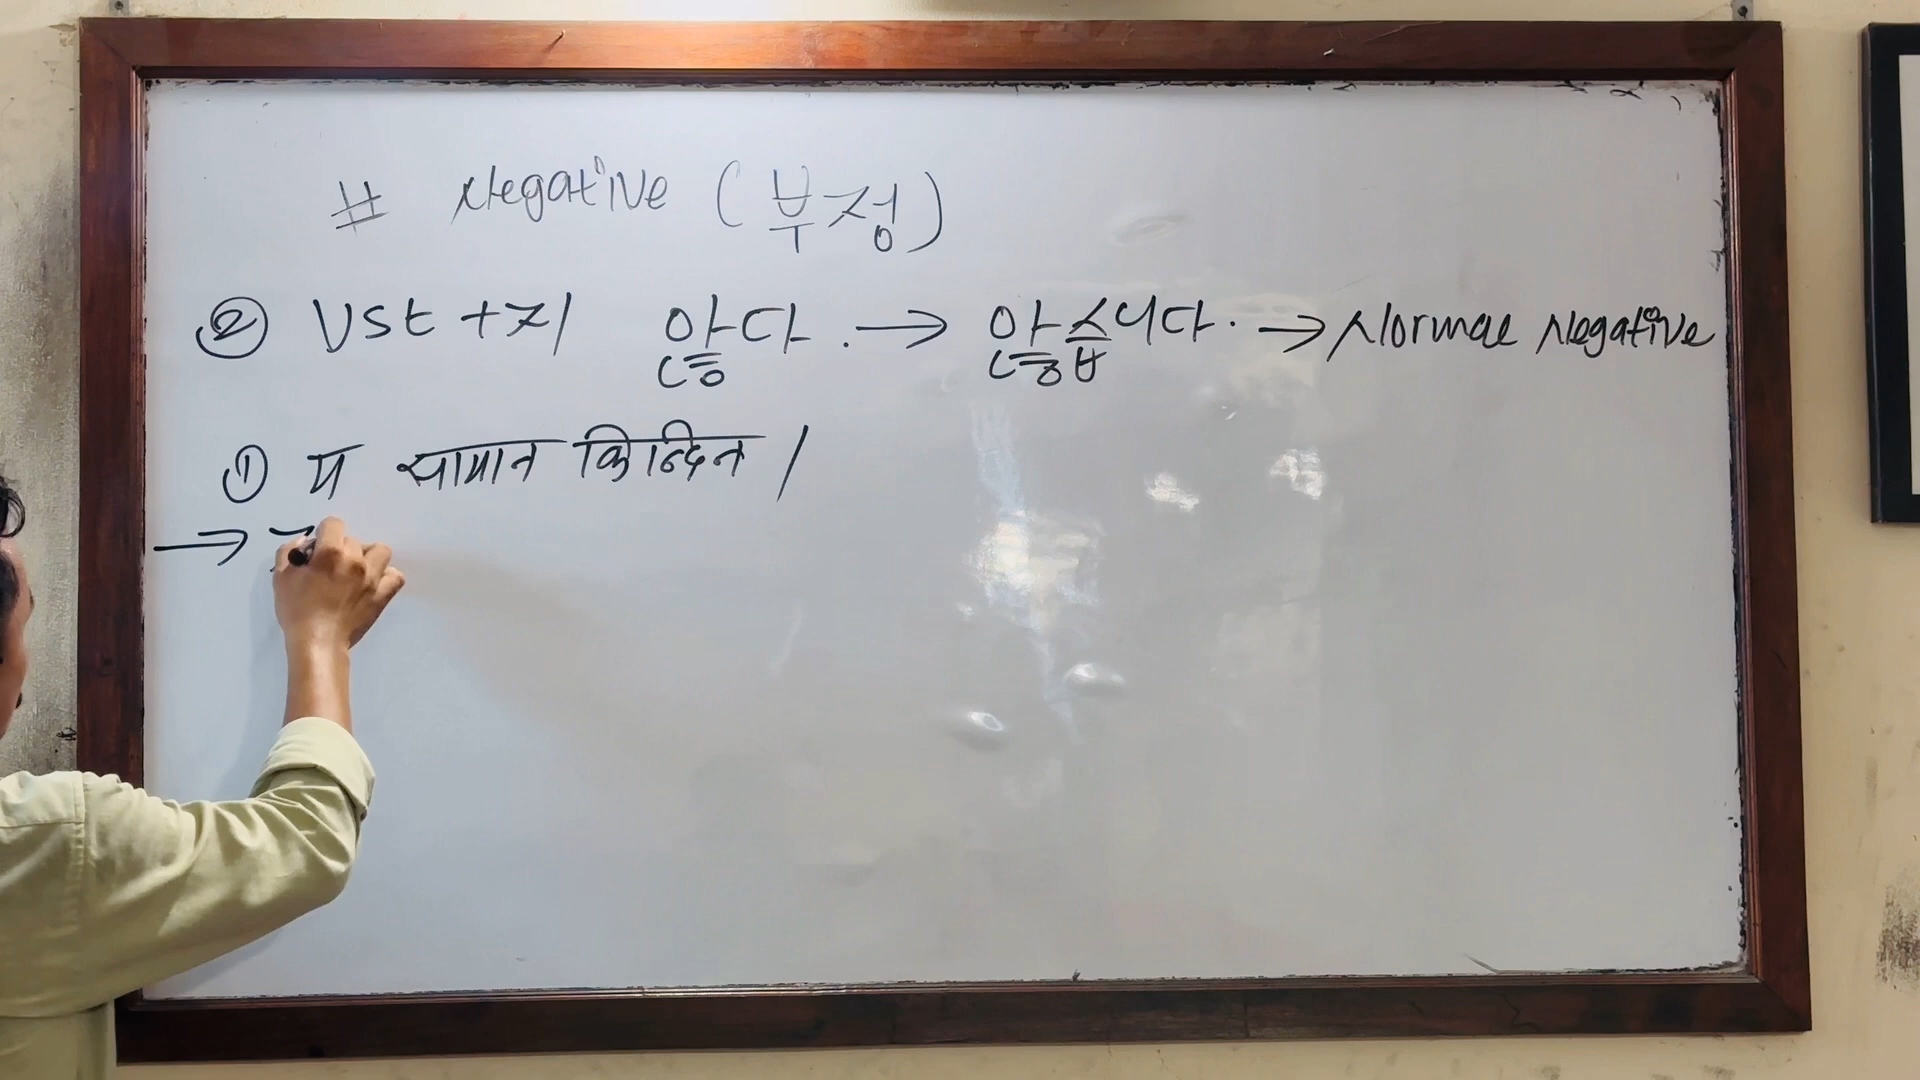 # Negative (부정)
② Vst +지 않다. → 않습니다. → Normal Negative
① म सामान किन्दिन ।
→